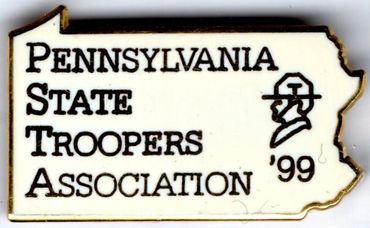 PENNSYLVANIA
STATE
TROOPERS
ASSOCIATION '99